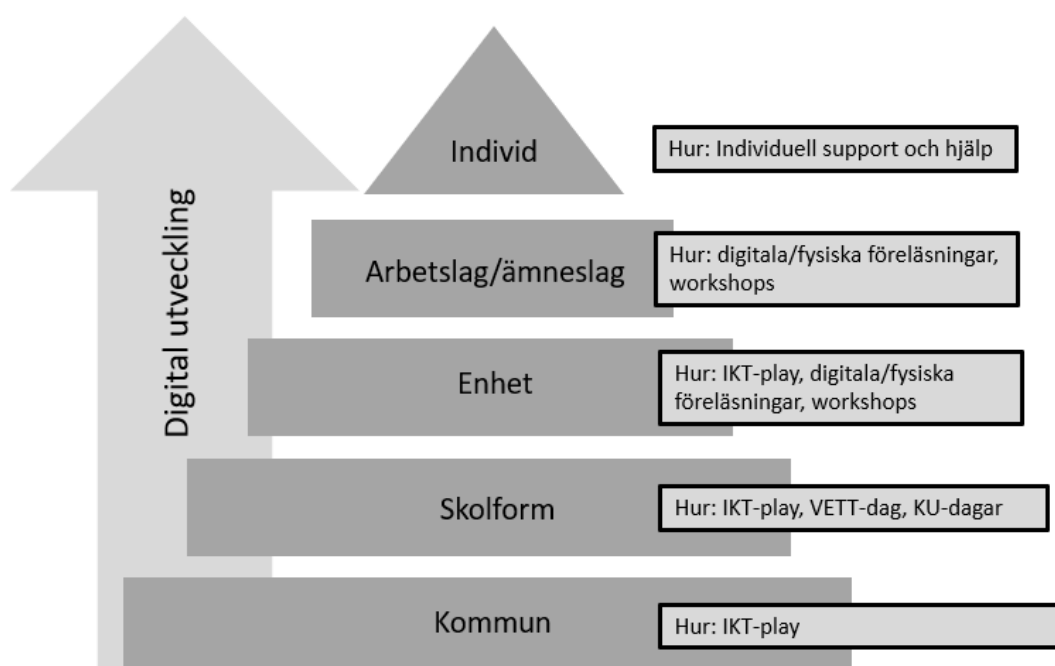 Digital utveckling
Individ
Hur: Individuell support och hjälp
Arbetslag/ämneslag
Hur: digitala/fysiska föreläsningar,
workshops
Enhet
Hur: IKT-play, digitala/fysiska
föreläsningar, workshops
Skolform
Hur: IKT-play, VETT-dag, KU-dagar
Kommun
Hur: IKT-play